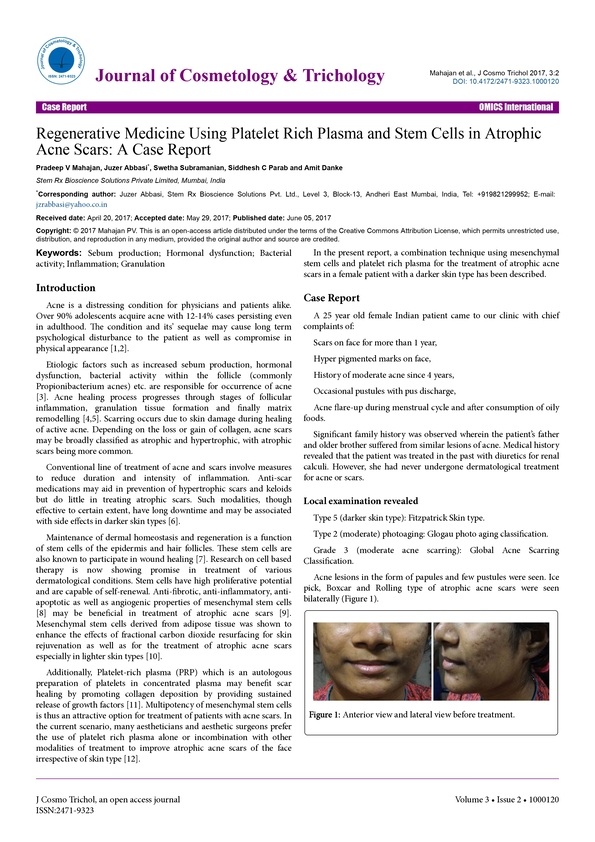 Journal of Cosmetology & Trichology
ISSN: 2471-9323
Journal of Cosmetology & Trichology
Mahajan et al., J Cosmo Trichol 2017, 3:2
DOI: 10.4172/2471-9323.1000120
Case Report
OMICS International
Regenerative Medicine Using Platelet Rich Plasma and Stem Cells in Atrophic
Acne Scars: A Case Report
Pradeep V Mahajan, Juzer Abbasi*, Swetha Subramanian, Siddhesh C Parab and Amit Danke
Stem Rx Bioscience Solutions Private Limited, Mumbai, India
*Corresponding author: Juzer Abbasi, Stem Rx Bioscience Solutions Pvt. Ltd., Level 3, Block-13, Andheri East Mumbai, India, Tel: +919821299952; E-mail:
jzrabbasi@yahoo.co.in
Received date: April 20, 2017; Accepted date: May 29, 2017; Published date: June 05, 2017
Copyright: © 2017 Mahajan PV. This is an open-access article distributed under the terms of the Creative Commons Attribution License, which permits unrestricted use,
distribution, and reproduction in any medium, provided the original author and source are credited.
Keywords: Sebum production; Hormonal dysfunction; Bacterial
activity; Inflammation; Granulation
Introduction
Acne is a distressing condition for physicians and patients alike.
Over 90% adolescents acquire acne with 12-14% cases persisting even
in adulthood. The condition and its' sequelae may cause long term
psychological disturbance to the patient as well as compromise in
physical appearance [1,2].
Etiologic factors such as increased sebum production, hormonal
dysfunction, bacterial activity within the follicle (commonly
Propionibacterium acnes) etc. are responsible for occurrence of acne
[3]. Acne healing process progresses through stages of follicular
inflammation, granulation tissue formation and finally matrix
remodelling [4,5]. Scarring occurs due to skin damage during healing
of active acne. Depending on the loss or gain of collagen, acne scars
may be broadly classified as atrophic and hypertrophic, with atrophic
scars being more common.
Conventional line of treatment of acne and scars involve measures
to reduce duration and intensity of inflammation. Anti-scar
medications may aid in prevention of hypertrophic scars and keloids
but do little in treating atrophic scars. Such modalities, though
effective to certain extent, have long downtime and may be associated
with side effects in darker skin types [6].
Maintenance of dermal homeostasis and regeneration is a function
of stem cells of the epidermis and hair follicles. These stem cells are
also known to participate in wound healing [7]. Research on cell based
therapy is now showing promise in treatment of various
dermatological conditions. Stem cells have high proliferative potential
and are capable of self-renewal. Anti-fibrotic, anti-inflammatory, anti-
apoptotic as well as angiogenic properties of mesenchymal stem cells
[8] may be beneficial in treatment of atrophic acne scars [9].
Mesenchymal stem cells derived from adipose tissue was shown to
enhance the effects of fractional carbon dioxide resurfacing for skin
rejuvenation as well as for the treatment of atrophic acne scars
especially in lighter skin types [10].
Additionally, Platelet-rich plasma (PRP) which is an autologous
preparation of platelets in concentrated plasma may benefit scar
healing by promoting collagen deposition by providing sustained
release of growth factors [11]. Multipotency of mesenchymal stem cells
is thus an attractive option for treatment of patients with acne scars. In
the current scenario, many aestheticians and aesthetic surgeons prefer
the use of platelet rich plasma alone or incombination with other
modalities of treatment to improve atrophic acne scars of the face
irrespective of skin type [12].
In the present report, a combination technique using mesenchymal
stem cells and platelet rich plasma for the treatment of atrophic acne
scars in a female patient with a darker skin type has been described.
Case Report
A 25 year old female Indian patient came to our clinic with chief
complaints of:
Scars on face for more than 1 year,
Hyper pigmented marks on face,
History of moderate acne since 4 years,
Occasional pustules with pus discharge,
Acne flare-up during menstrual cycle and after consumption of oily
foods.
Significant family history was observed wherein the patient's father
and older brother suffered from similar lesions of acne. Medical history
revealed that the patient was treated in the past with diuretics for renal
calculi. However, she had never undergone dermatological treatment
for acne or scars.
Local examination revealed
Type 5 (darker skin type): Fitzpatrick Skin type.
Type 2 (moderate) photoaging: Glogau photo aging classification.
Grade 3 (moderate acne scarring): Global Acne Scarring
Classification.
Acne lesions in the form of papules and few pustules were seen. Ice
pick, Boxcar and Rolling type of atrophic acne scars were seen
bilaterally (Figure 1).
Figure 1: Anterior view and lateral view before treatment.
J Cosmo Trichol, an open access journal
ISSN:2471-9323
Volume 3 • Issue 2 • 1000120